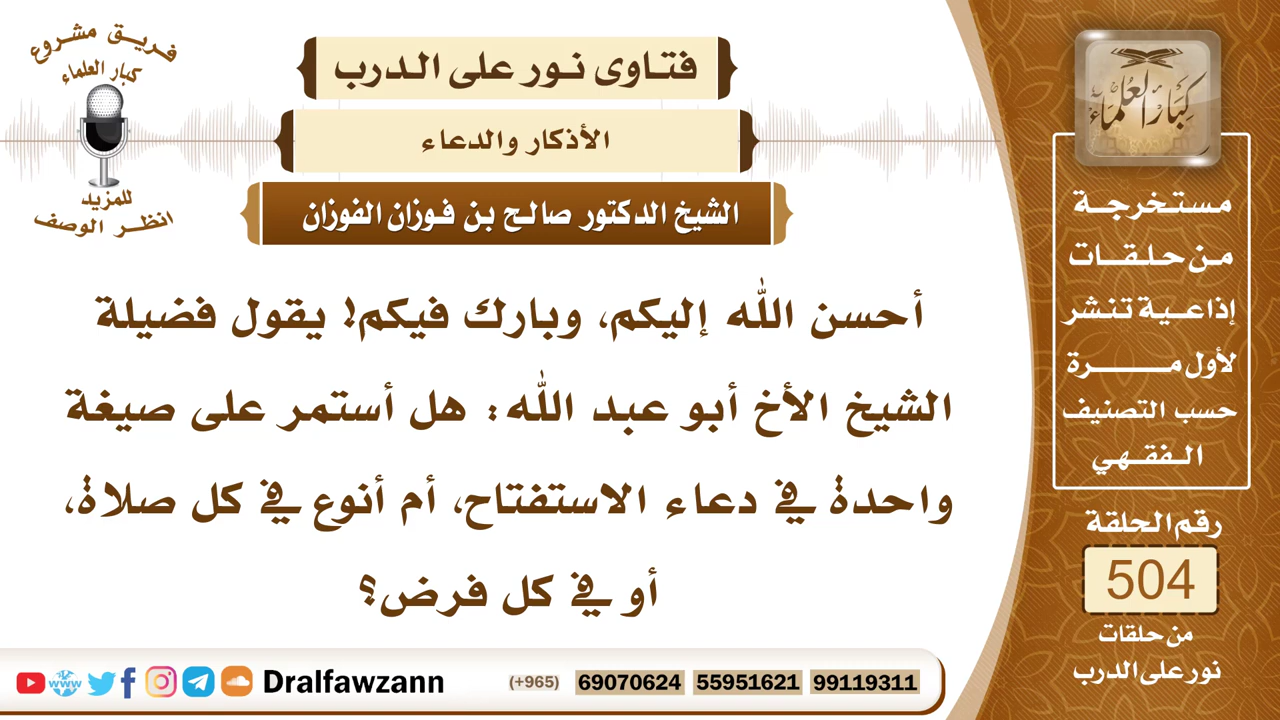 فريق مشروع
كبار العلماء
للمزيد
انظر الوصف
فتاوى نور على الدرب
الأذكار والدعاء
الشيخ الدكتور صالح بن فوزان الفوزان
أحسن الله إليكم، وبارك فيكم! يقول فضيلة
الشيخ الأخ أبو عبد الله: هل أستمر على صيغة
واحدة في دعاء الاستفتاح، أم أنوع في كل صلاة،
أو في كل فرض؟
كبار العلماء
مستخرجة
من حلقات
إذاعية تنشر
لأول مرة
حسب التصنيف
الفقهي
رقم الحلقة
504
من حلقات
نور على الدرب
www
Dralfawzann
(+965) 69070624 55951621 99119311